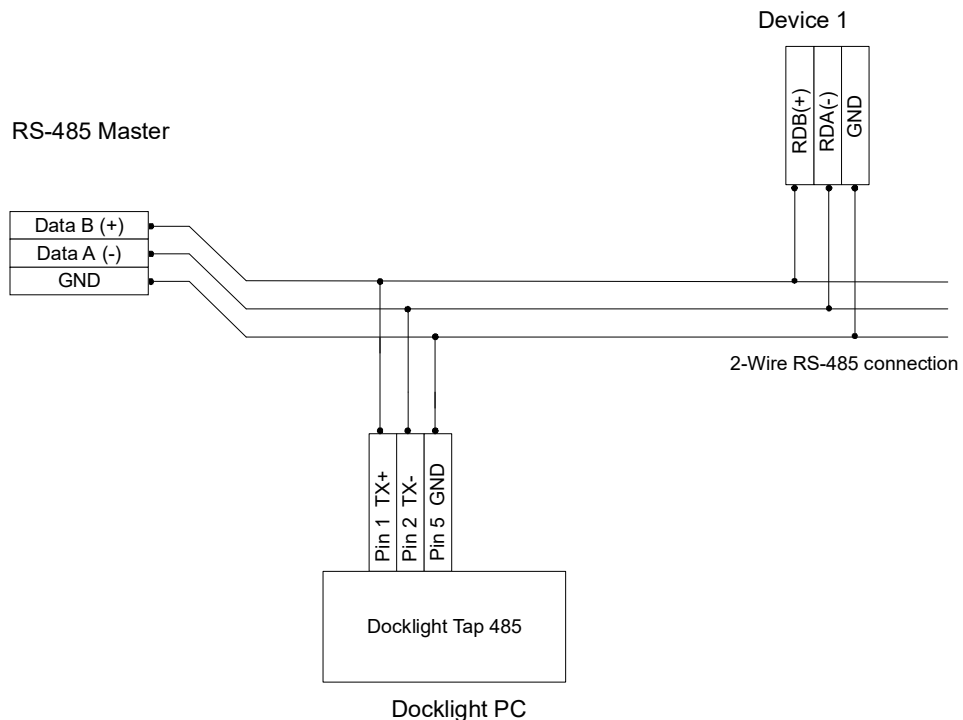 Device 1
RDB(+)
RDA(-)
GND
RS-485 Master
Data B (+)
Data A (-)
GND
2-Wire RS-485 connection
Pin 1 TX+
Pin 2 TX-
Pin 5 GND
Docklight Tap 485
Docklight PC